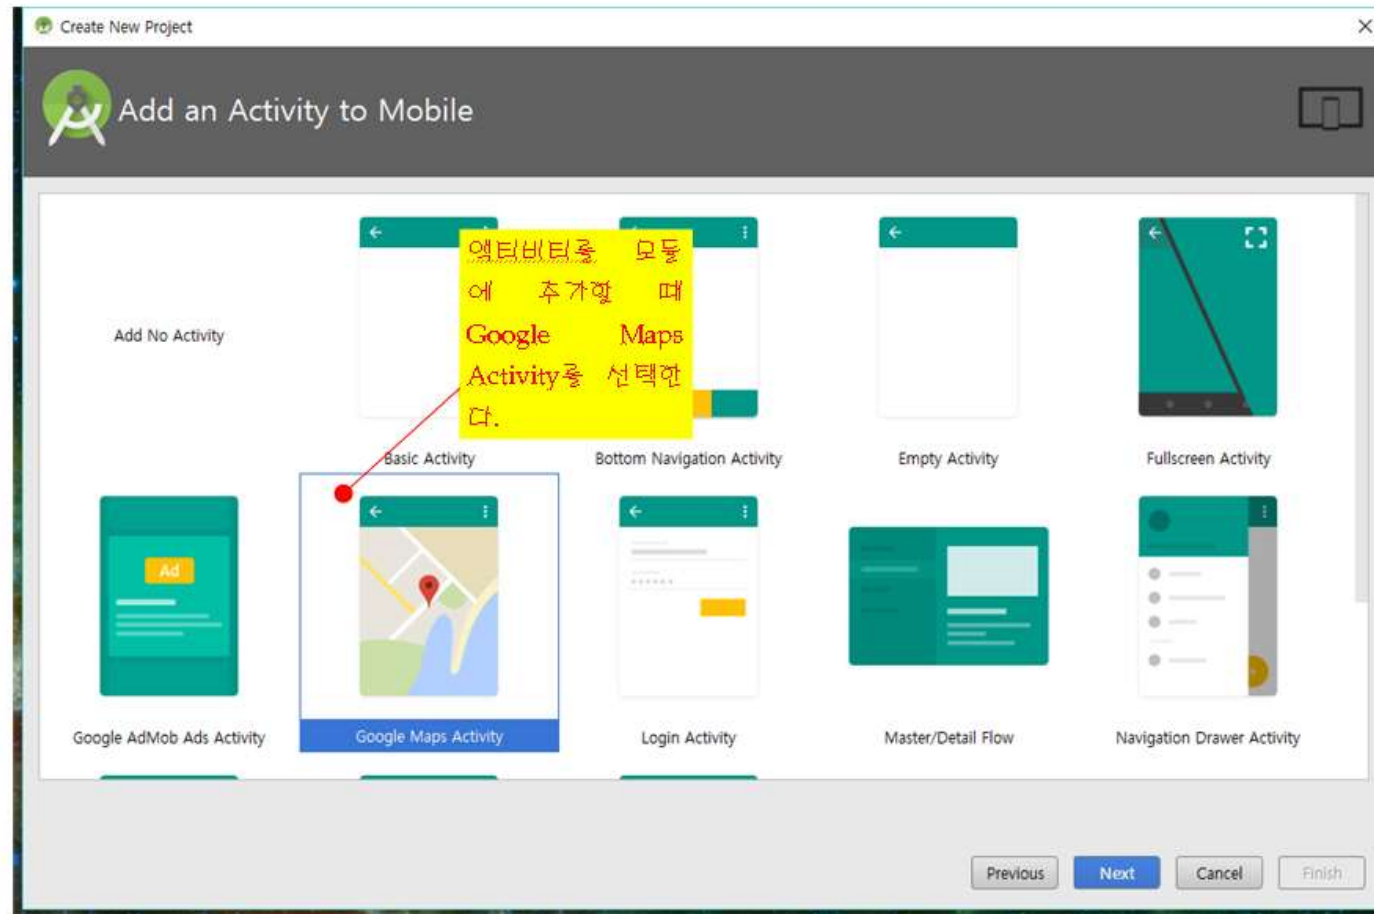 Create New Project
Add an Activity to Mobile
액티비티를 모듈
에 추가할 때
Google Maps
Activity를 선택한
다.
Add No Activity
Basic Activity
Bottom Navigation Activity
Empty Activity
Fullscreen Activity
Ad
Google AdMob Ads Activity
Google Maps Activity
Login Activity
Master/Detail Flow
Navigation Drawer Activity
Previous
Next
Cancel
Finish